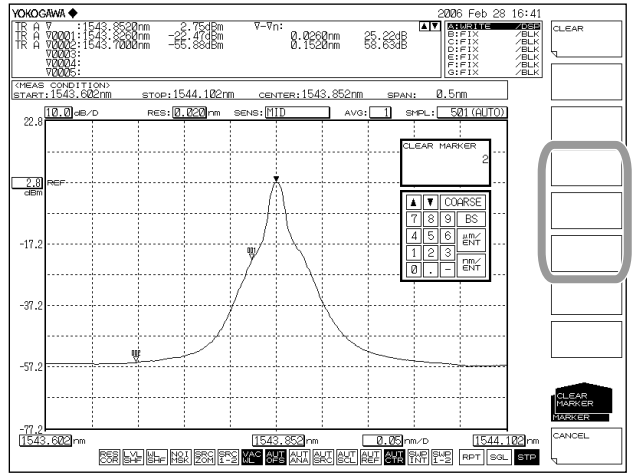 YOKOGAWA ◆ 2006 Feb 28 16:41
TR A ∇ :1543.8520nm 2.75dBm ∇-∇n: ▲▼ A:WRITE /DSP
TR A ∇0001:1543.8260nm -22.47dBm 0.0260nm 25.22dB B:FIX /BLK
TR A ∇0002:1543.7000nm -55.88dBm 0.1520nm 58.63dB C:FIX /BLK
∇0003: D:FIX /BLK
∇0004: E:FIX /BLK
∇0005: F:FIX /BLK
G:FIX /BLK
<MEAS CONDITION>
START:1543.602nm STOP:1544.102nm CENTER:1543.852nm SPAN: 0.5nm
10.0 dB/D RES: 0.020 nm SENS: MID AVG: 1 SMPL: 501(AUTO)
22.8
2.8 REF
dBm
-17.2
-37.2
-57.2
-77.2
CLEAR MARKER
2
▲ ▼ COARSE
7 8 9 BS
4 5 6 μm/ENT
1 2 3 nm/ENT
0 . -
1543.602 nm 1543.852 nm 0.05 nm/D 1544.102 nm
RES COR
LVL SHF
WL SHF
NOI MSK
SRC ZOM
SRC 1-2
VAC WL
AUT OFS
AUT ANA
AUT SRC
AUT SCL
AUT REF
AUT CTR
SWP INT
SWP 1-2
RPT
SGL
STP
CLEAR
CLEAR MARKER
MARKER
CANCEL